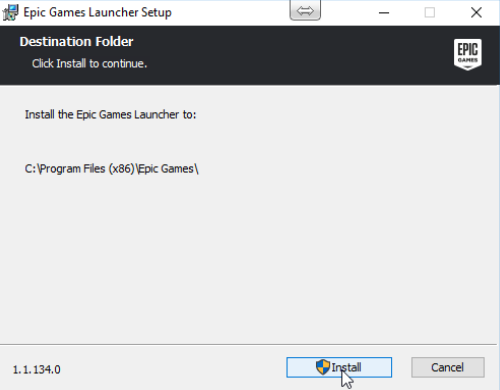 Epic Games Launcher Setup
Destination Folder
Click Install to continue.
EPIC
GAMES
Install the Epic Games Launcher to:
C:\Program Files (x86)\Epic Games\
1.1.134.0
Install
Cancel